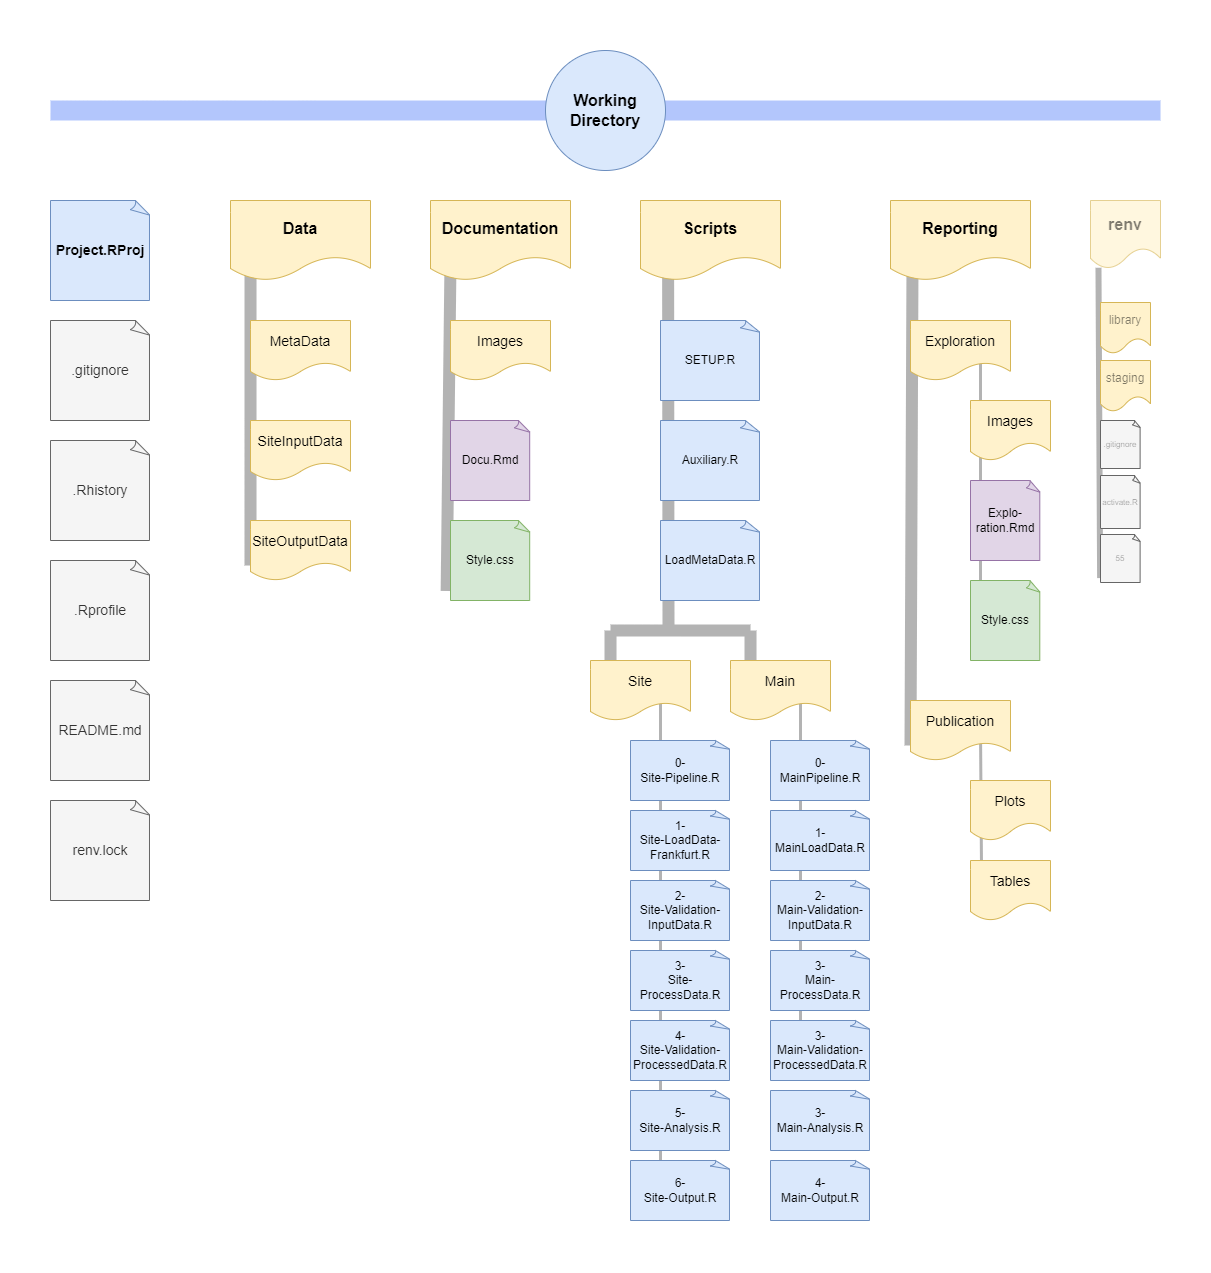 Working
Directory
Project.RProj
.gitignore
.Rhistory
.Rprofile
README.md
renv.lock
Data
MetaData
SiteInputData
SiteOutputData
Documentation
Images
Docu.Rmd
Style.css
Scripts
SETUP.R
Auxiliary.R
LoadMetaData.R
Site
0-
Site-Pipeline.R
1-
Site-LoadData-
Frankfurt.R
2-
Site-Validation-
InputData.R
3-
Site-
ProcessData.R
4-
Site-Validation-
ProcessedData.R
5-
Site-Analysis.R
6-
Site-Output.R
Main
0-
MainPipeline.R
1-
MainLoadData.R
2-
Main-Validation-
InputData.R
3-
Main-
ProcessData.R
3-
Main-Validation-
ProcessedData.R
3-
Main-Analysis.R
4-
Main-Output.R
Reporting
Exploration
Images
Explo-
ration.Rmd
Style.css
Publication
Plots
Tables
renv
library
staging
.gitignore
activate.R
55